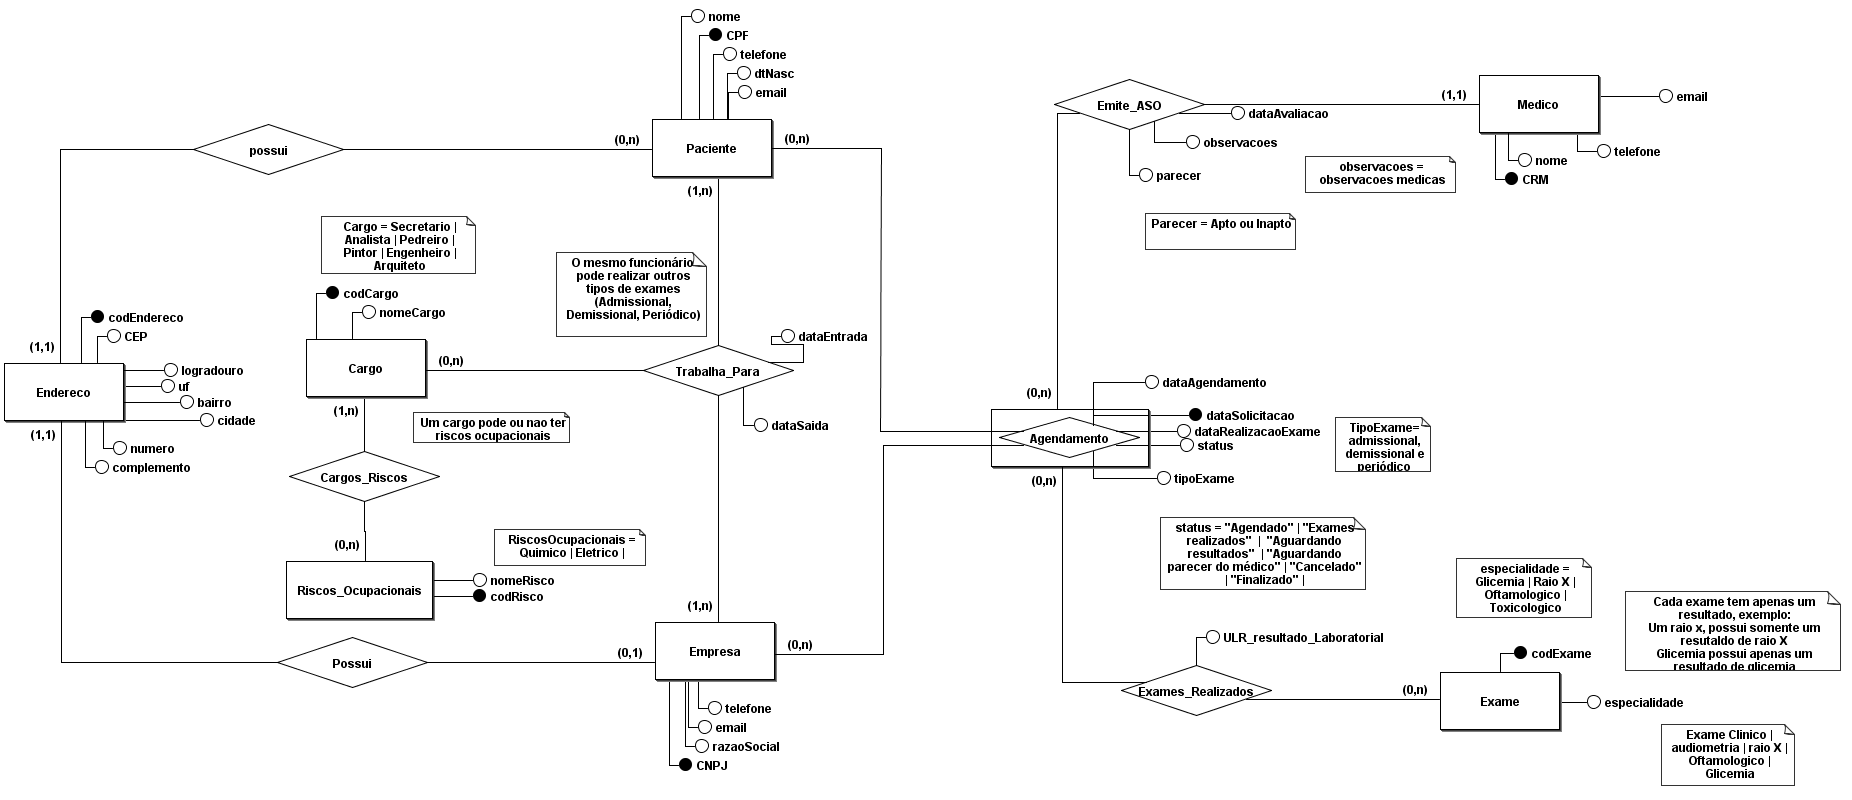 nome
CPF
telefone
dtNasc
email
possui
(0,n)
Paciente
(0,n)
(1,n)
Emite_ASO
dataAvaliacao
observacoes
parecer
(1,1)
Medico
email
telefone
nome
CRM
observacoes =
observacoes medicas
Parecer = Apto ou Inapto
Cargo = Secretario |
Analista | Pedreiro |
Pintor | Engenheiro |
Arquiteto
O mesmo funcionário
pode realizar outros
tipos de exames
(Admissional,
Demissional, Periódico)
codCargo
nomeCargo
Cargo
(0,n)
(1,n)
Trabalha_Para
dataEntrada
dataSaida
codEndereco
CEP
(1,1)
Endereco
logradouro
uf
bairro
cidade
(1,1)
numero
complemento
Um cargo pode ou nao ter
riscos ocupacionais
Cargos_Riscos
(0,n)
RiscosOcupacionais =
Quimico | Eletrico |
Riscos_Ocupacionais
nomeRisco
codRisco
(0,n)
Agendamento
dataAgendamento
dataSolicitacao
dataRealizacaoExame
status
tipoExame
(0,n)
TipoExame=
admissional,
demissional e
periódico
status = "Agendado" | "Exames
realizados" | "Aguardando
resultados" | "Aguardando
parecer do médico" | "Cancelado"
| "Finalizado" |
especialidade =
Glicemia | Raio X |
Oftamologico |
Toxicologico
Cada exame tem apenas um
resultado, exemplo:
Um raio x, possui somente um
resutaldo de raio X
Glicemia possui apenas um
resultado de glicemia
(1,n)
Possui
(0,1)
Empresa
(0,n)
telefone
email
razaoSocial
CNPJ
ULR_resultado_Laboratorial
Exames_Realizados
(0,n)
codExame
Exame
especialidade
Exame Clinico |
audiometria | raio X |
Oftamologico |
Glicemia